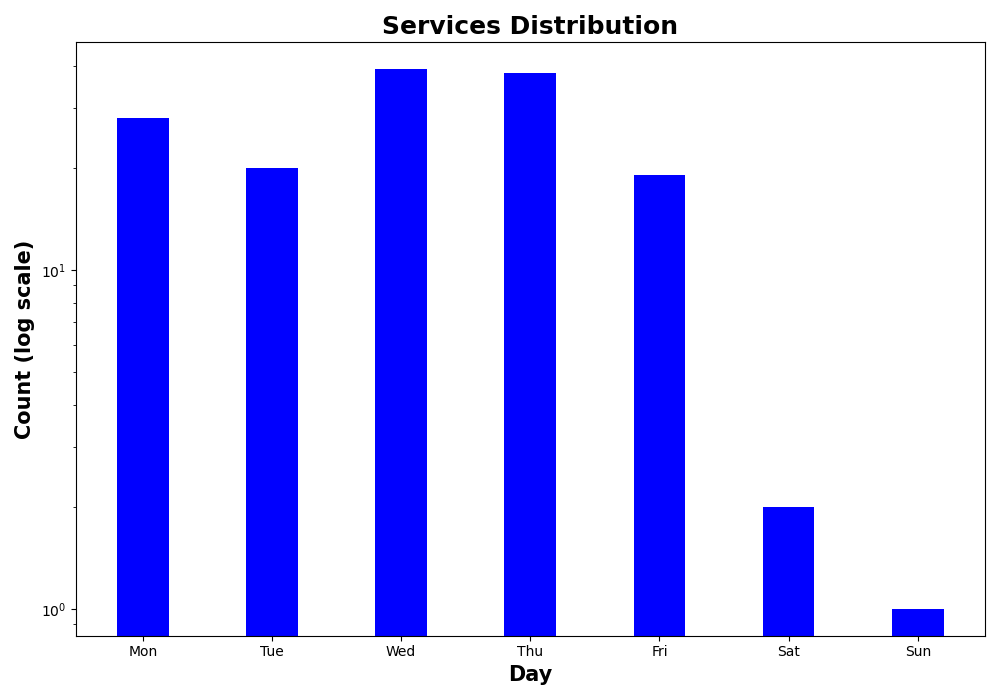 Services Distribution
Count (log scale)
10¹
10⁰
Mon Tue Wed Thu Fri Sat Sun
Day